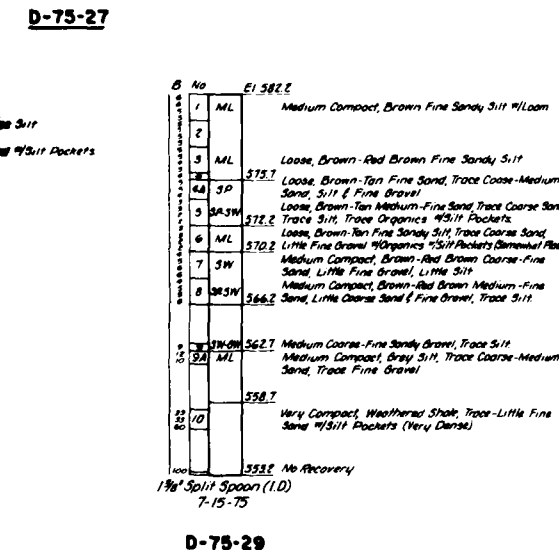 D-75-27
Silt
w/Silt Pockets
B No El 582.2
1 ML Medium Compact, Brown Fine Sandy Silt w/Loam
2
3 ML Loose, Brown-Red Brown Fine Sandy Silt
575.7
4A SP Loose, Brown-Tan Fine Sand, Trace Coase-Medium
Sand, Silt & Fine Gravel
5 SP-SW Loose, Brown-Tan Medium-Fine Sand, Trace Coarse Sand
572.2 Trace Silt, Trace Organics w/Silt Pockets.
6 ML Loose, Brown-Tan Fine Sandy Silt, Trace Coarse Sand,
570.2 Little Fine Gravel w/Organics w/Silt Pockets (Somewhat
7 SW Medium Compact, Brown-Red Brown Coarse-Fine
Sand, Little Fine Gravel, Little Silt
8 SP-SW Medium Compact, Brown-Red Brown Medium-Fine
566.2 Sand, Little Coarse Sand & Fine Gravel, Trace Silt.
9 SW-GW 562.7 Medium Coarse-Fine Sandy Gravel, Trace Silt
9A ML Medium Compact, Grey Silt, Trace Coarse-Medium
Sand, Trace Fine Gravel
558.7
10 Very Compact, Weathered Shale, Trace-Little Fine
Sand w/Silt Pockets (Very Dense)
100 553.2 No Recovery
1 3/8" Split Spoon (I.D)
7-15-75
D-75-29